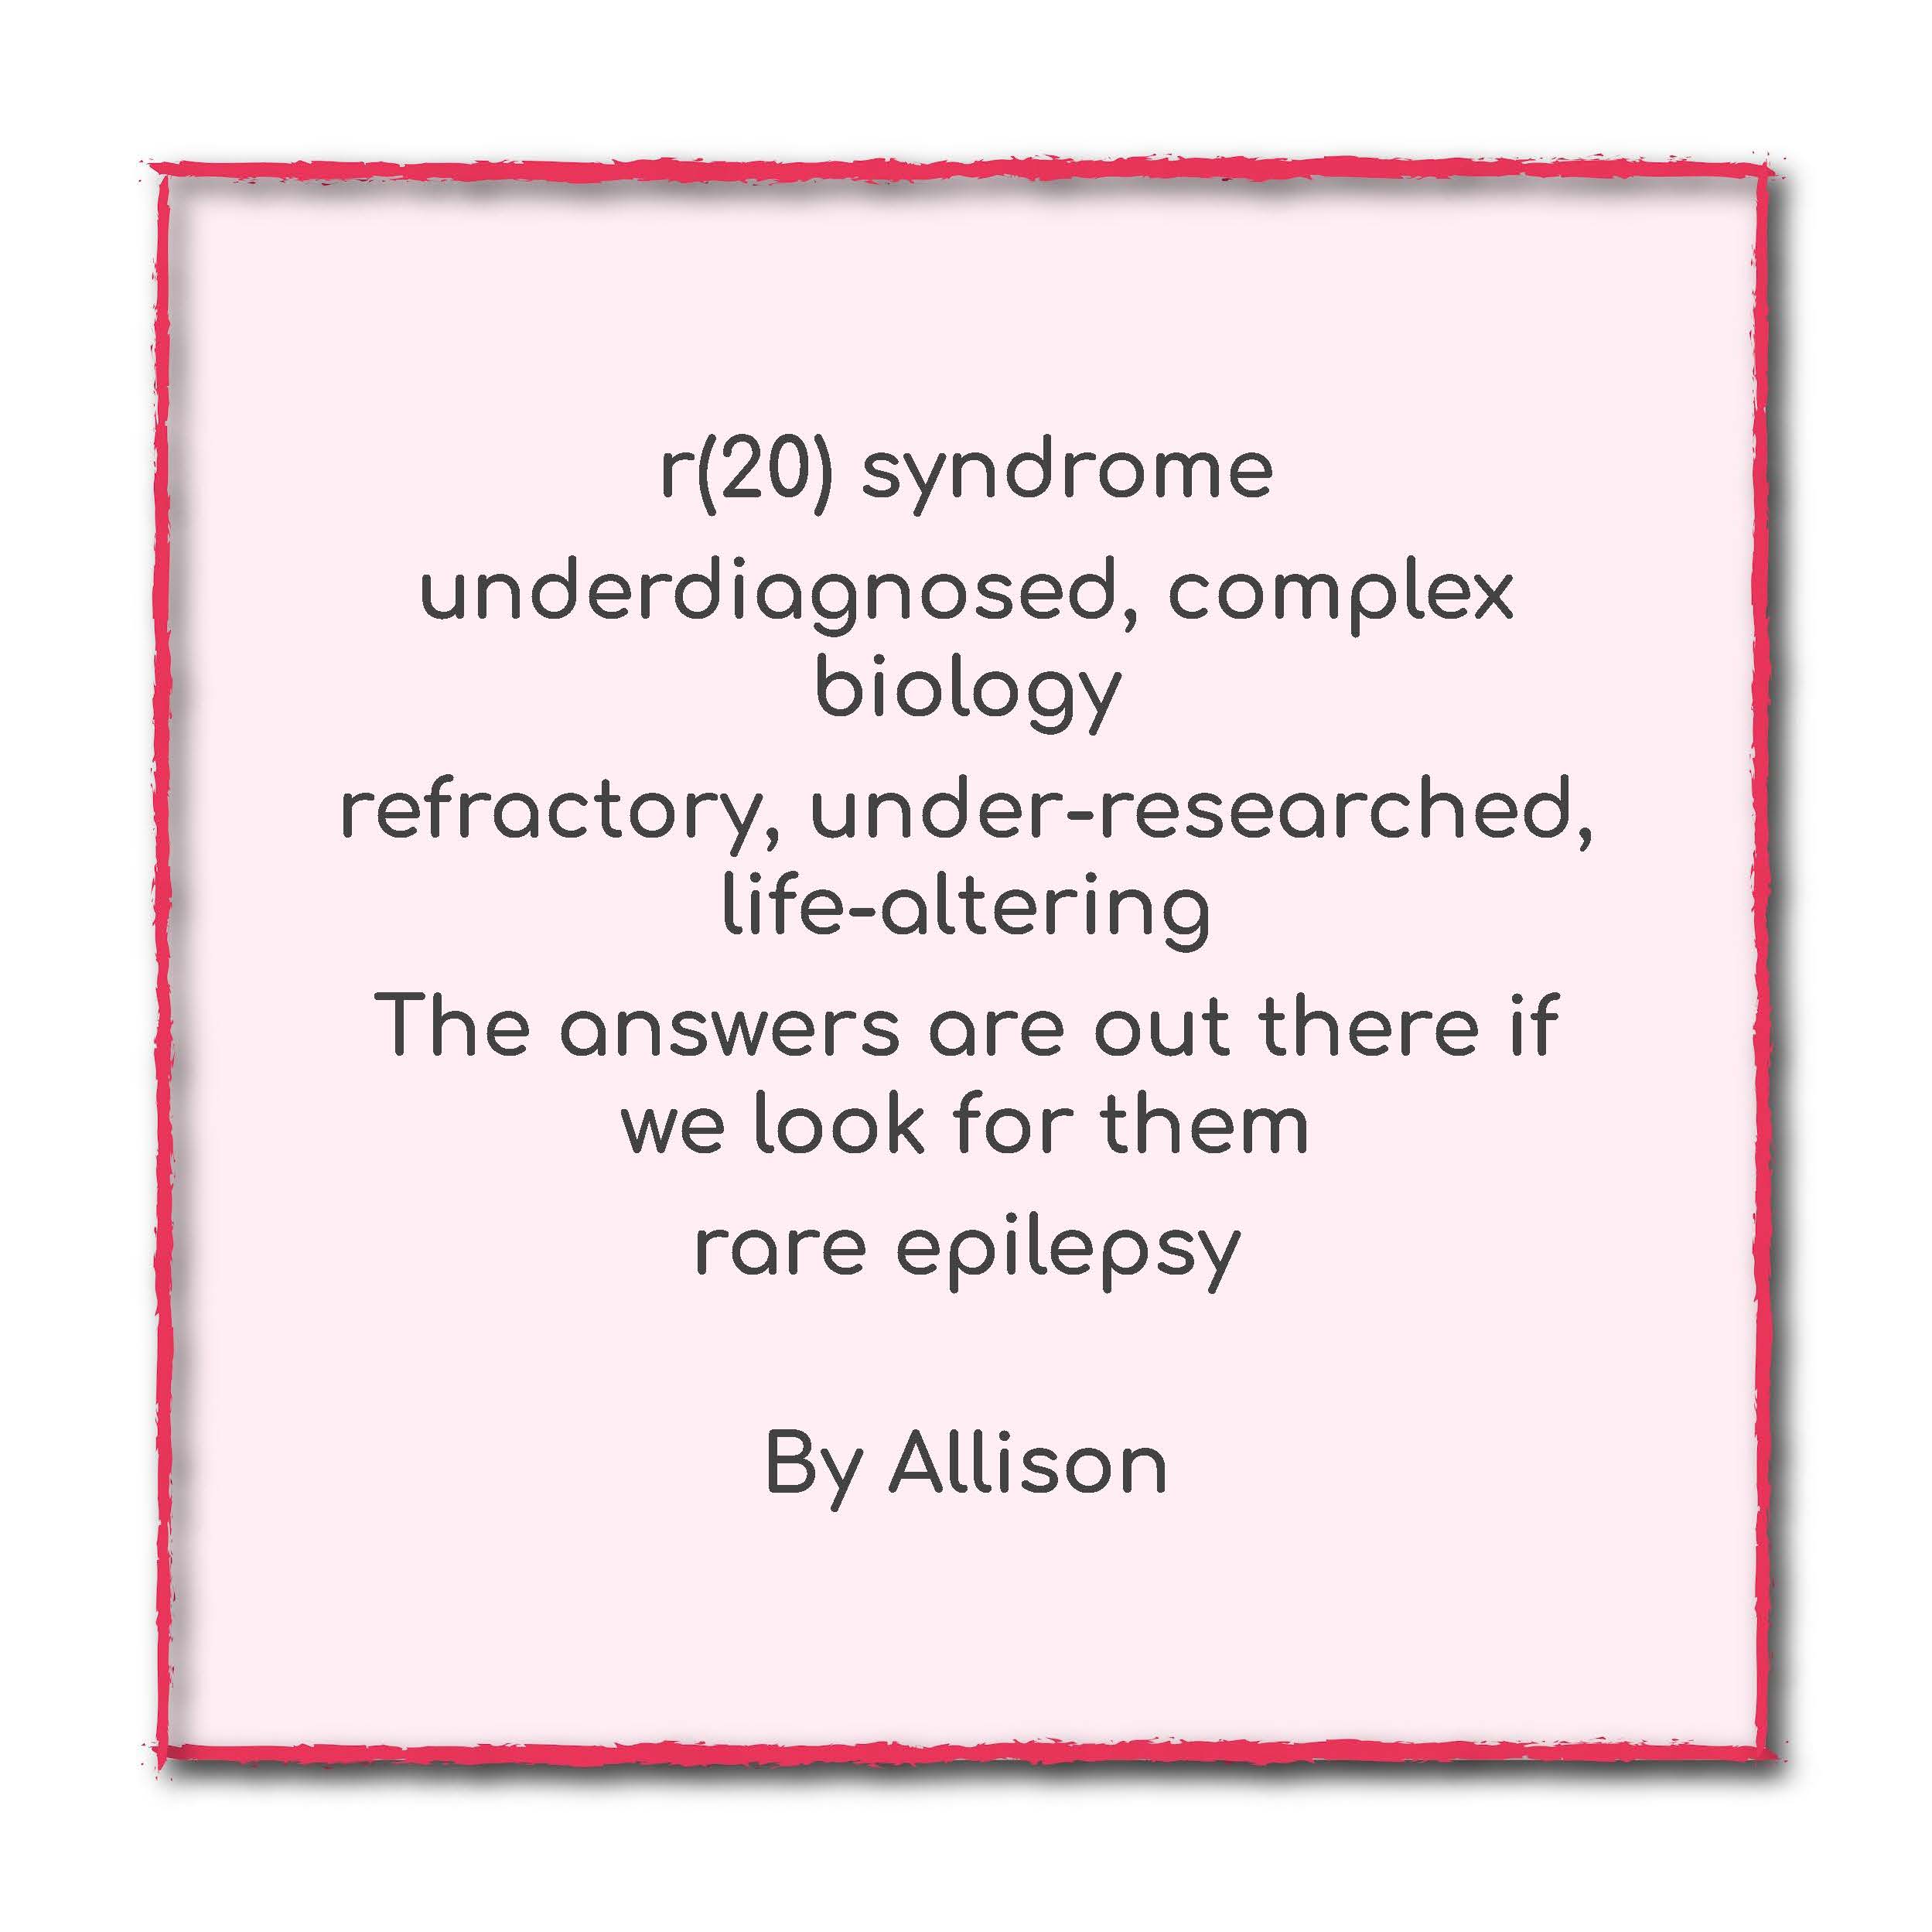 r(20) syndrome
underdiagnosed, complex
biology
refractory, under-researched,
life-altering
The answers are out there if
we look for them
rare epilepsy
By Allison